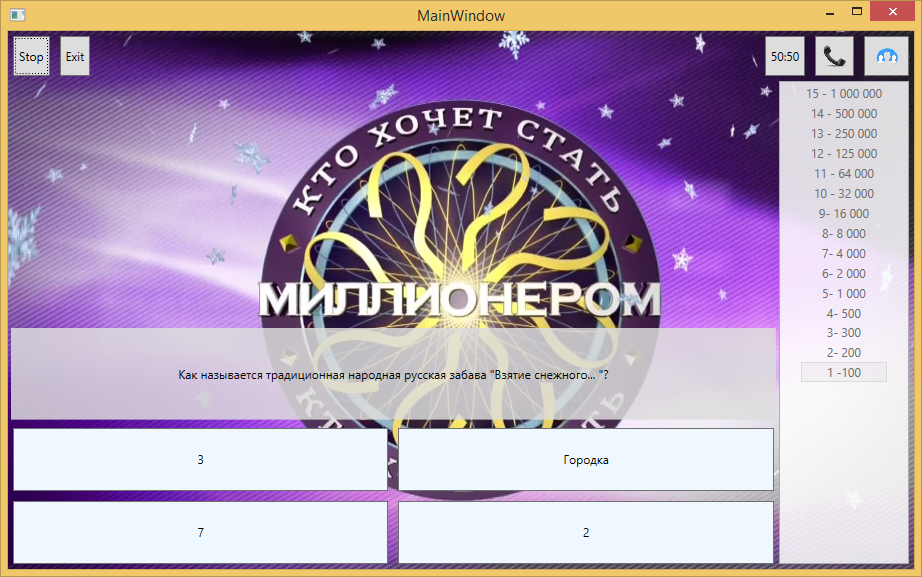 MainWindow
Stop
Exit
50:50
КТО ХОЧЕТ СТАТЬ
МИЛЛИОНЕРОМ
15 - 1 000 000
14 - 500 000
13 - 250 000
12 - 125 000
11 - 64 000
10 - 32 000
9- 16 000
8- 8 000
7- 4 000
6- 2 000
5- 1 000
4- 500
3- 300
2- 200
1 -100
Как называется традиционная народная русская забава "Взятие снежного... "?
3
Городка
7
2